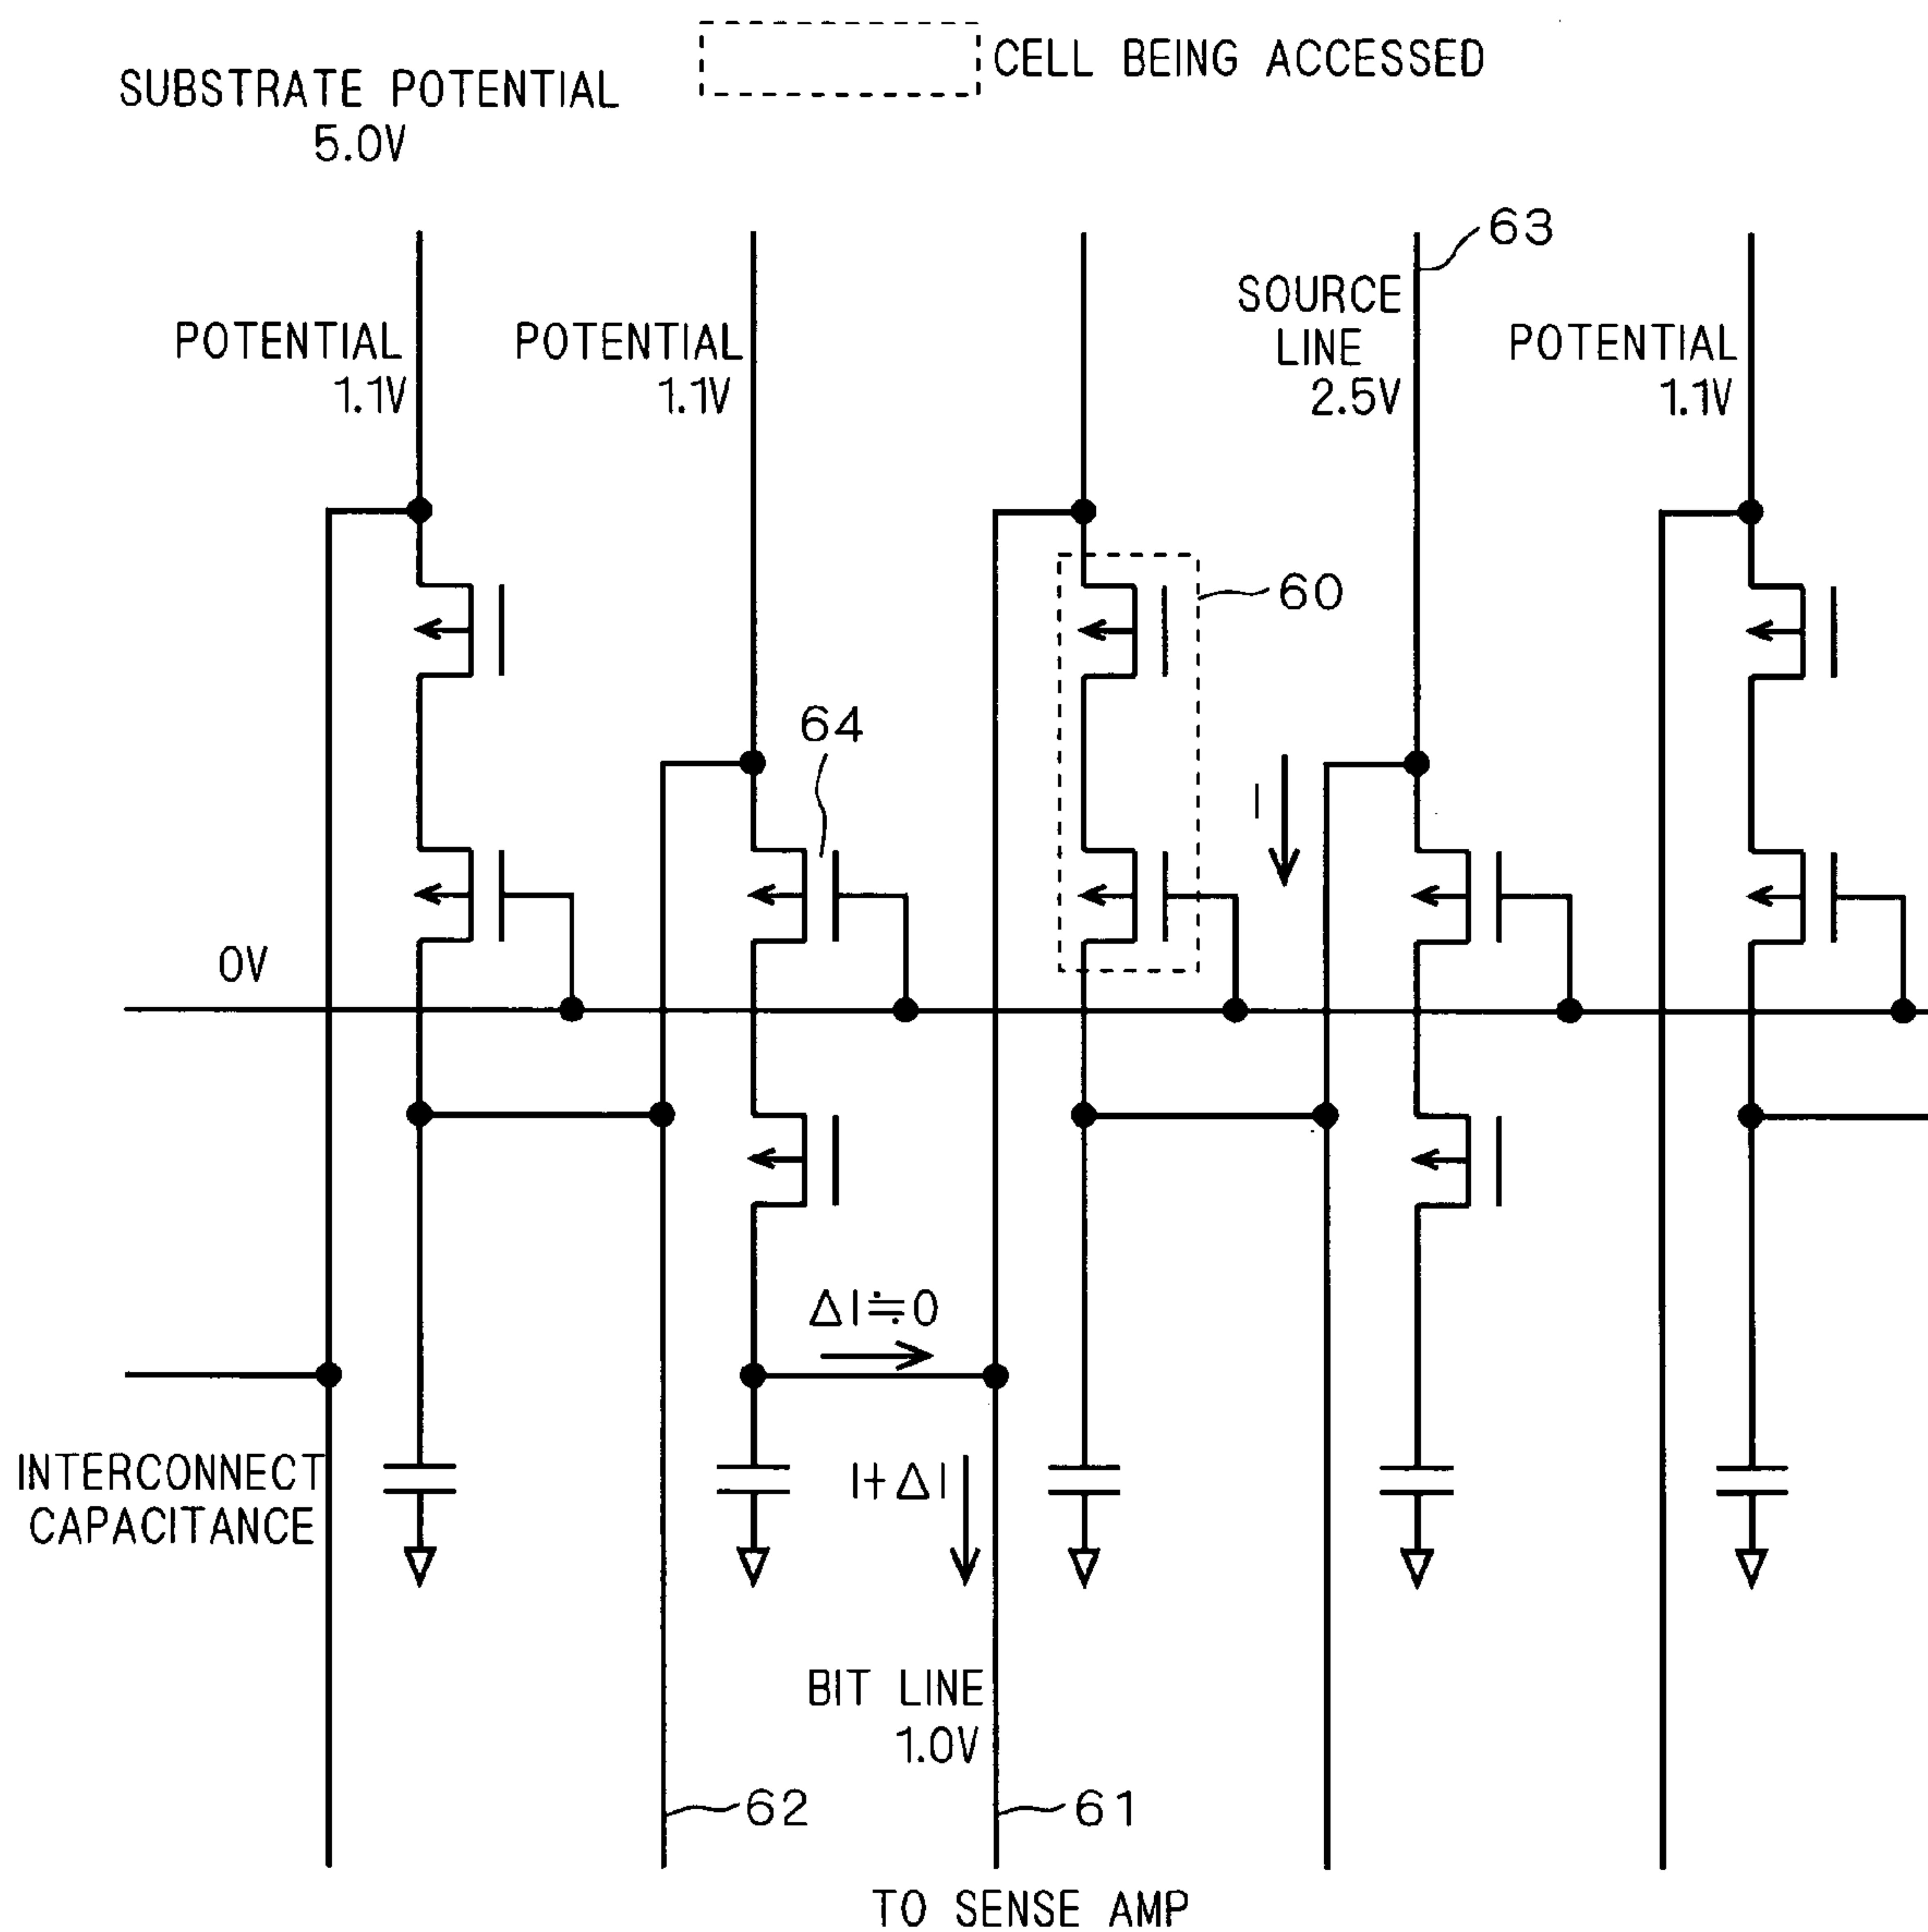 CELL BEING ACCESSED
SUBSTRATE POTENTIAL
5.0V
63
SOURCE
LINE
2.5V
POTENTIAL
1.1V
POTENTIAL
1.1V
POTENTIAL
1.1V
60
64
I
0V
ΔI≒0
INTERCONNECT
CAPACITANCE
I+ΔI
BIT LINE
1.0V
62
61
TO SENSE AMP